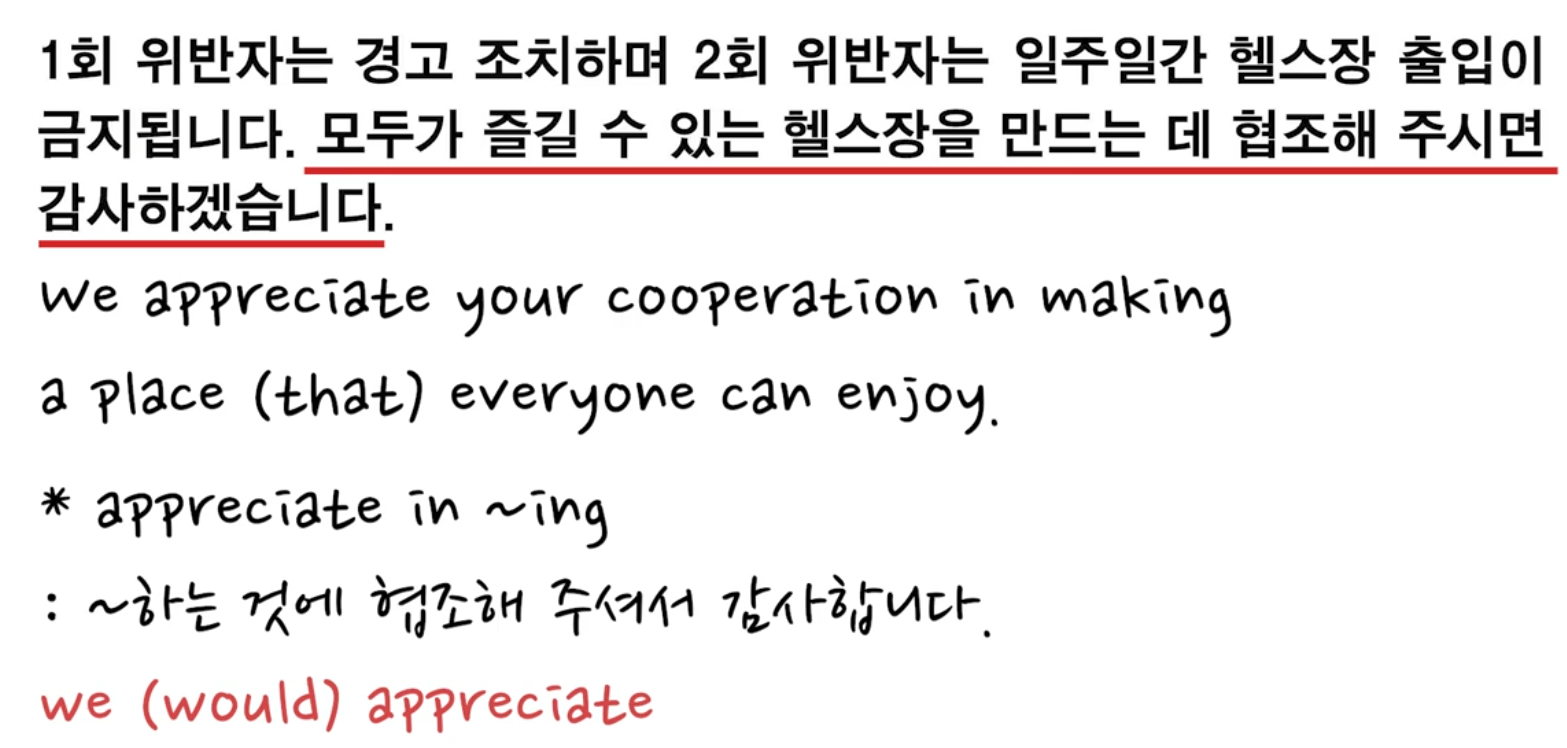 1회 위반자는 경고 조치하며 2회 위반자는 일주일간 헬스장 출입이
금지됩니다. 모두가 즐길 수 있는 헬스장을 만드는 데 협조해 주시면
감사하겠습니다.
we appreciate your cooperation in making
a place (that) everyone can enjoy.
* appreciate in ~ing
: ~하는 것에 협조해 주셔서 감사합니다.
we (would) appreciate